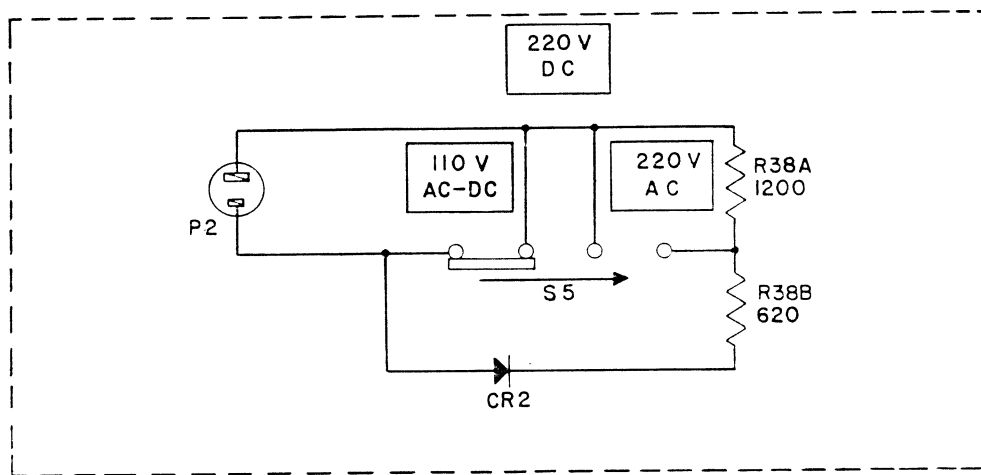 220 V
DC
110 V
AC-DC
220 V
AC
R38A
1200
P2
S5
R38B
620
CR2